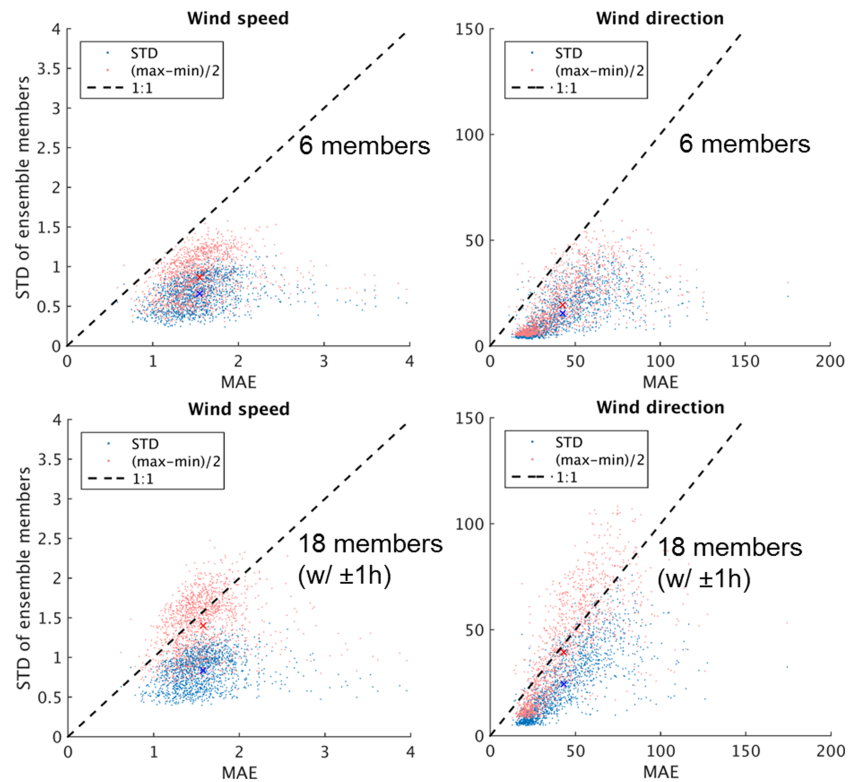 Wind speed
4
3.5
3
2.5
2
1.5
1
0.5
0
STD of ensemble members
STD
(max-min)/2
1:1
6 members
0 1 2 3 4
MAE
Wind direction
150
100
50
0
STD
(max-min)/2
1:1
6 members
0 50 100 150 200
MAE
Wind speed
4
3.5
3
2.5
2
1.5
1
0.5
0
STD of ensemble members
STD
(max-min)/2
1:1
18 members
(w/ ±1h)
0 1 2 3 4
MAE
Wind direction
150
100
50
0
STD
(max-min)/2
1:1
18 members
(w/ ±1h)
0 50 100 150 200
MAE